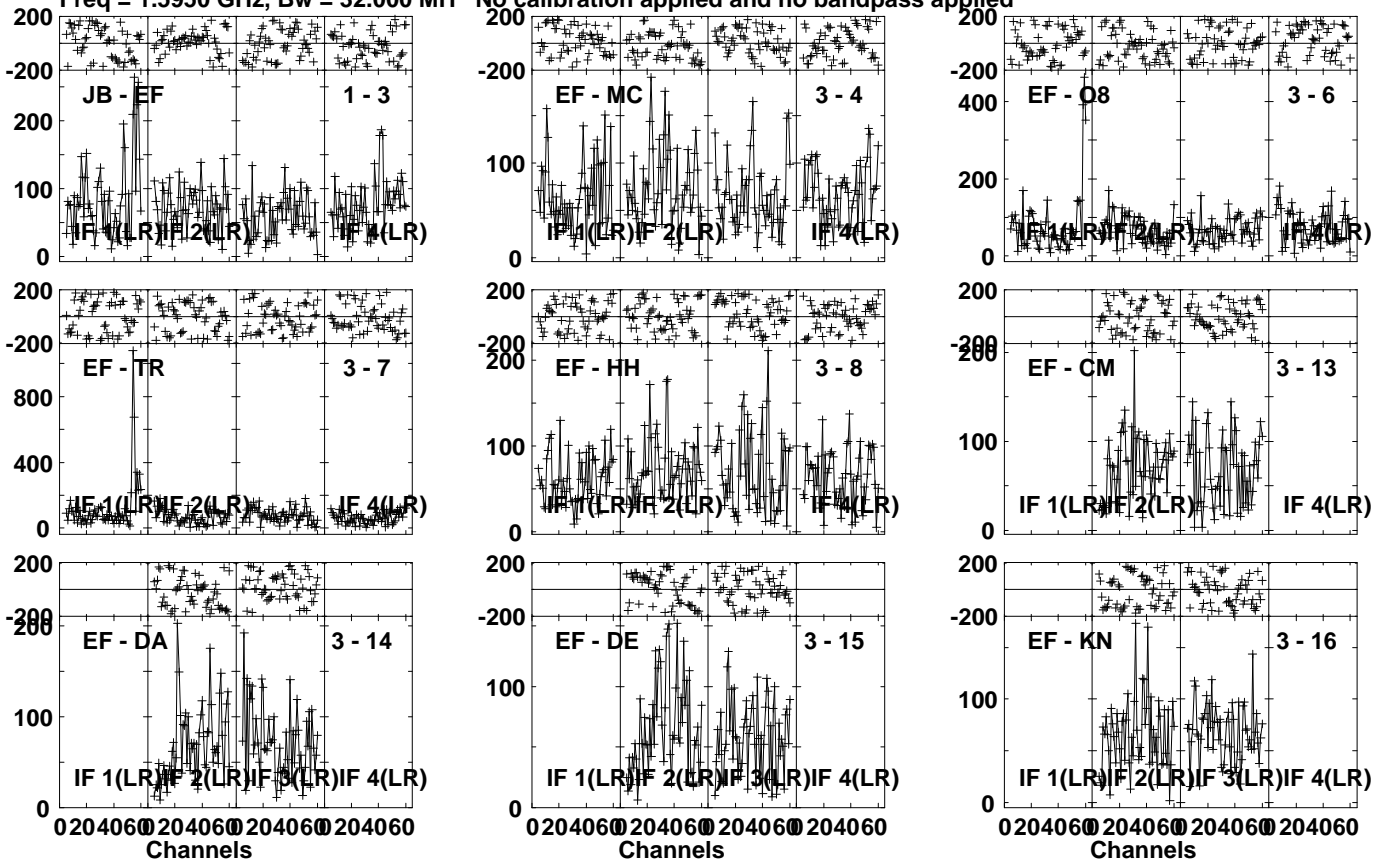 Freq = 1.5950 GHz, Bw = 32.000 MH No calibration applied and no bandpass applied
200
-200
JB - EF 1 - 3
200
100
0
IF 1(LR) IF 2(LR) IF 4(LR)
200
-200
EF - MC 3 - 4
100
0
IF 1(LR) IF 2(LR) IF 4(LR)
200
-200
EF - O8 3 - 6
400
200
0
IF 1(LR) IF 2(LR) IF 4(LR)
200
-200
EF - TR 3 - 7
800
400
0
IF 1(LR) IF 2(LR) IF 4(LR)
200
-200
EF - HH 3 - 8
200
100
0
IF 1(LR) IF 2(LR) IF 4(LR)
200
-200
EF - CM 3 - 13
200
100
0
IF 1(LR) IF 2(LR) IF 4(LR)
200
-200
EF - DA 3 - 14
200
100
0
IF 1(LR) IF 2(LR) IF 3(LR) IF 4(LR)
0 20 40 60 0 20 40 60 0 20 40 60 0 20 40 60
Channels
200
-200
EF - DE 3 - 15
100
0
IF 1(LR) IF 2(LR) IF 3(LR) IF 4(LR)
0 20 40 60 0 20 40 60 0 20 40 60 0 20 40 60
Channels
200
-200
EF - KN 3 - 16
100
0
IF 1(LR) IF 2(LR) IF 3(LR) IF 4(LR)
0 20 40 60 0 20 40 60 0 20 40 60 0 20 40 60
Channels